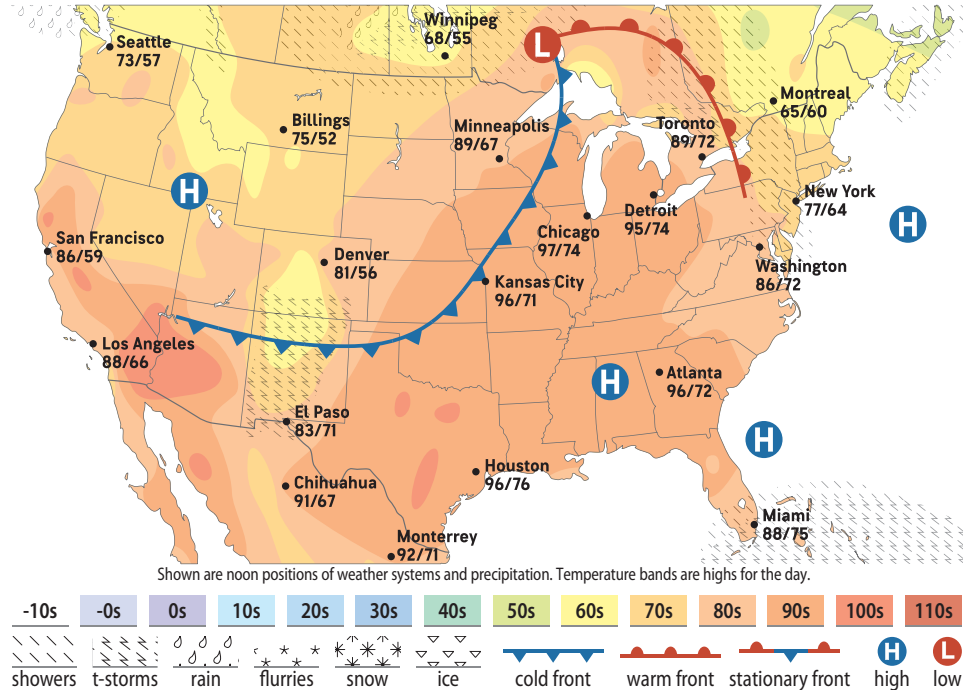 Winnipeg
68/55
L
Seattle
73/57
Montreal
65/60
Billings
75/52
Minneapolis
89/67
Toronto
89/72
H
New York
77/64
Detroit
95/74
H
Chicago
97/74
San Francisco
86/59
Denver
81/56
Washington
86/72
Kansas City
96/71
Los Angeles
88/66
Atlanta
96/72
H
El Paso
83/71
H
Houston
96/76
Chihuahua
91/67
Miami
88/75
Monterrey
92/71
Shown are noon positions of weather systems and precipitation. Temperature bands are highs for the day.
-10s -0s 0s 10s 20s 30s 40s 50s 60s 70s 80s 90s 100s 110s
H L
showers t-storms rain flurries snow ice cold front warm front stationary front high low